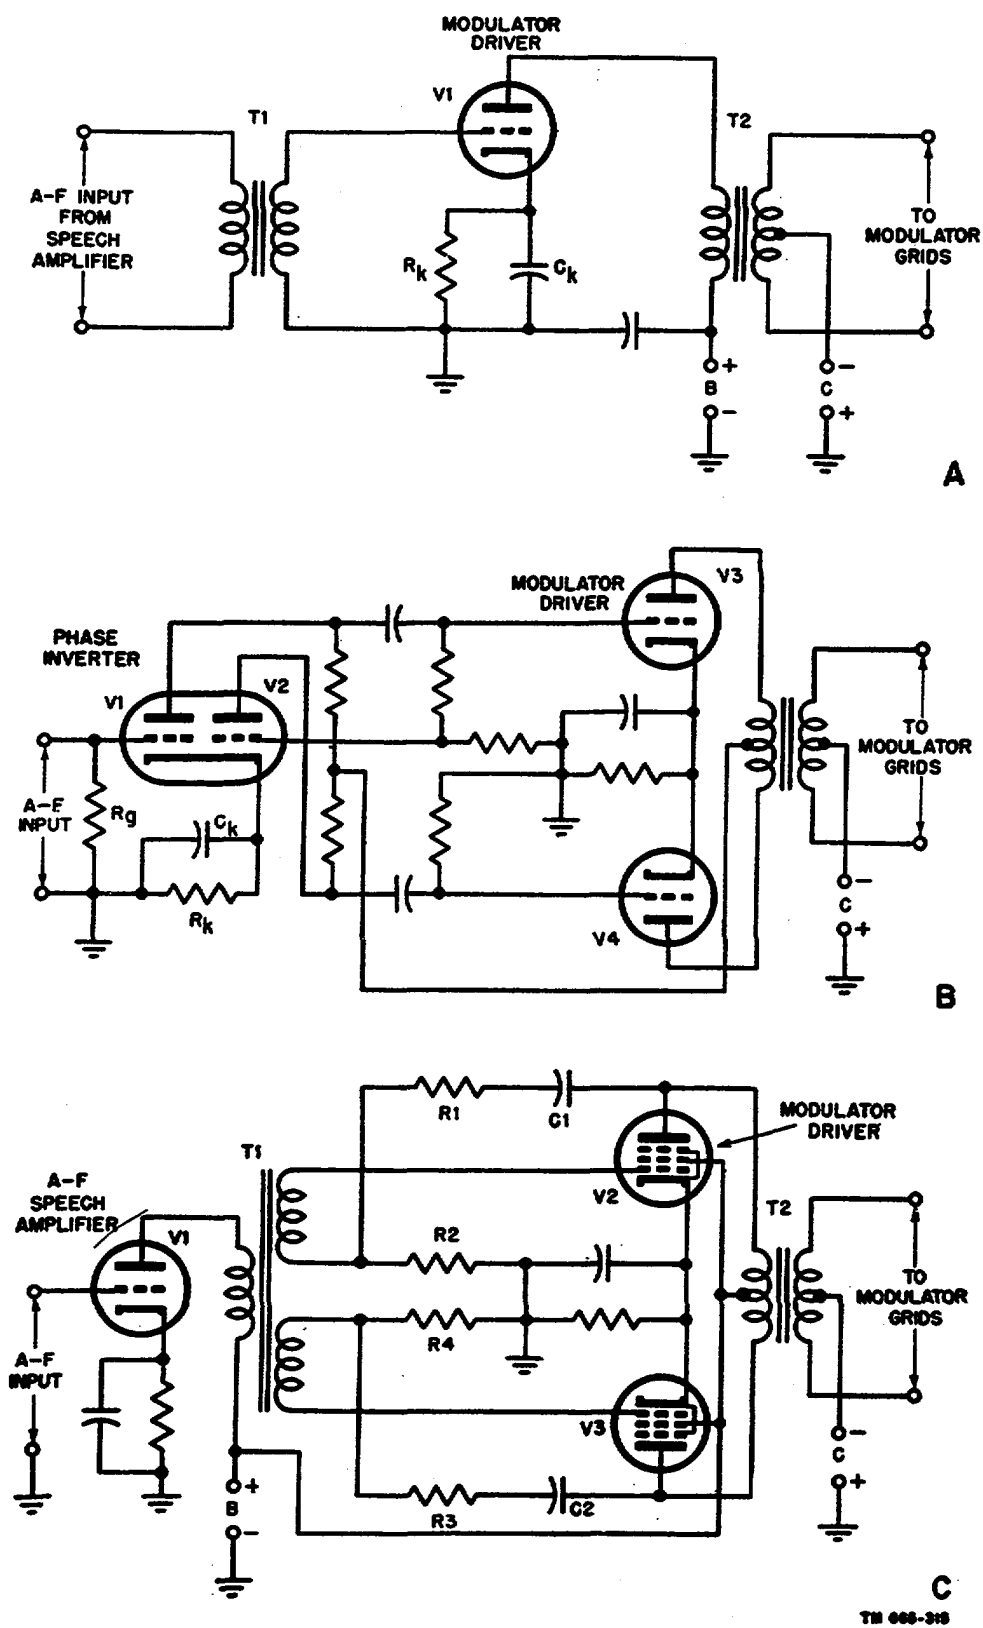 MODULATOR
DRIVER
V1
T1
T2
A-F INPUT
FROM
SPEECH
AMPLIFIER
TO
MODULATOR
GRIDS
Rk
Ck
+
B
-
-
C
+
A
MODULATOR
DRIVER
V3
PHASE
INVERTER
V1
V2
TO
MODULATOR
GRIDS
A-F
INPUT
Rg
Ck
Rk
V4
-
C
+
B
R1
C1
MODULATOR
DRIVER
T1
A-F
SPEECH
AMPLIFIER
V1
V2
T2
R2
TO
MODULATOR
GRIDS
R4
A-F
INPUT
V3
-
C
+
+
B
-
R3
C2
C